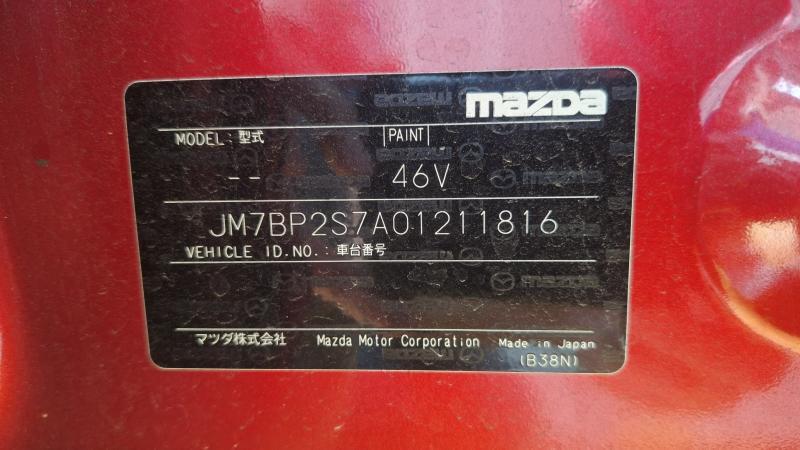 mazda
MODEL : 型式 PAINT
-- 46V
JM7BP2S7A01211816
VEHICLE ID.NO. : 車台番号
マツダ株式会社 Mazda Motor Corporation Made in Japan
(B38N)